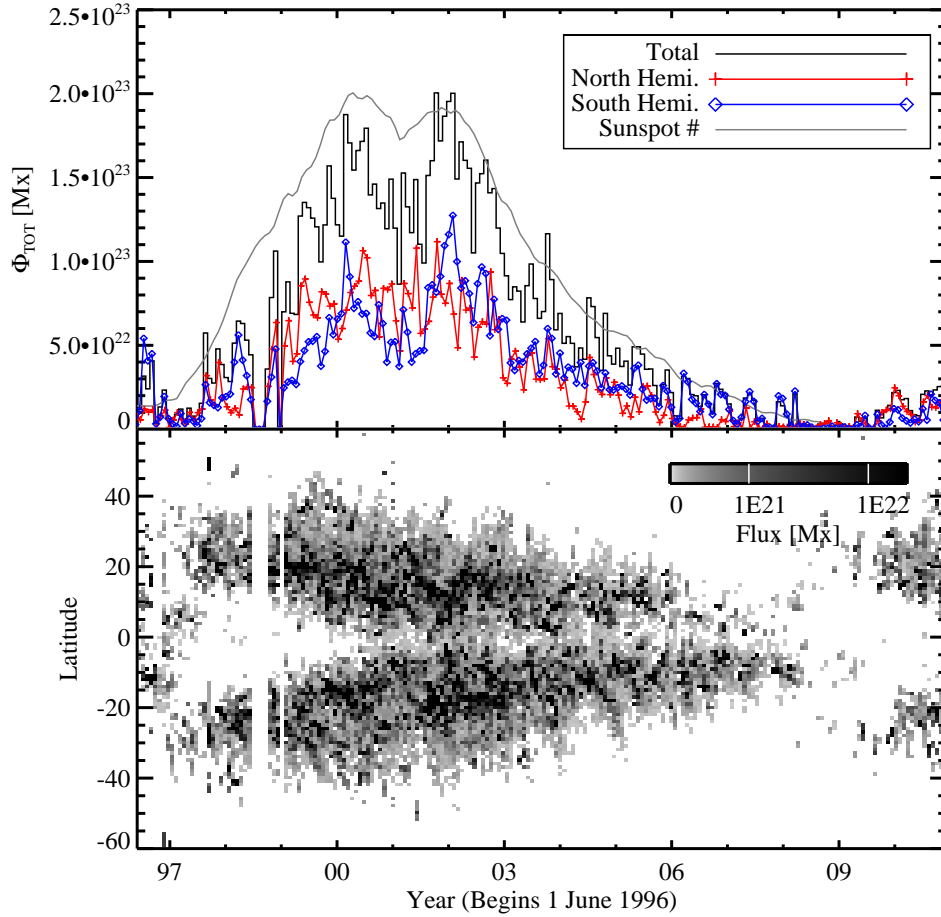 2.5•10^23
2.0•10^23
1.5•10^23
1.0•10^23
5.0•10^22
0
Φ_TOT [Mx]
Total
North Hemi.
South Hemi.
Sunspot #
40
20
0
-20
-40
-60
Latitude
0 1E21 1E22
Flux [Mx]
97 00 03 06 09
Year (Begins 1 June 1996)